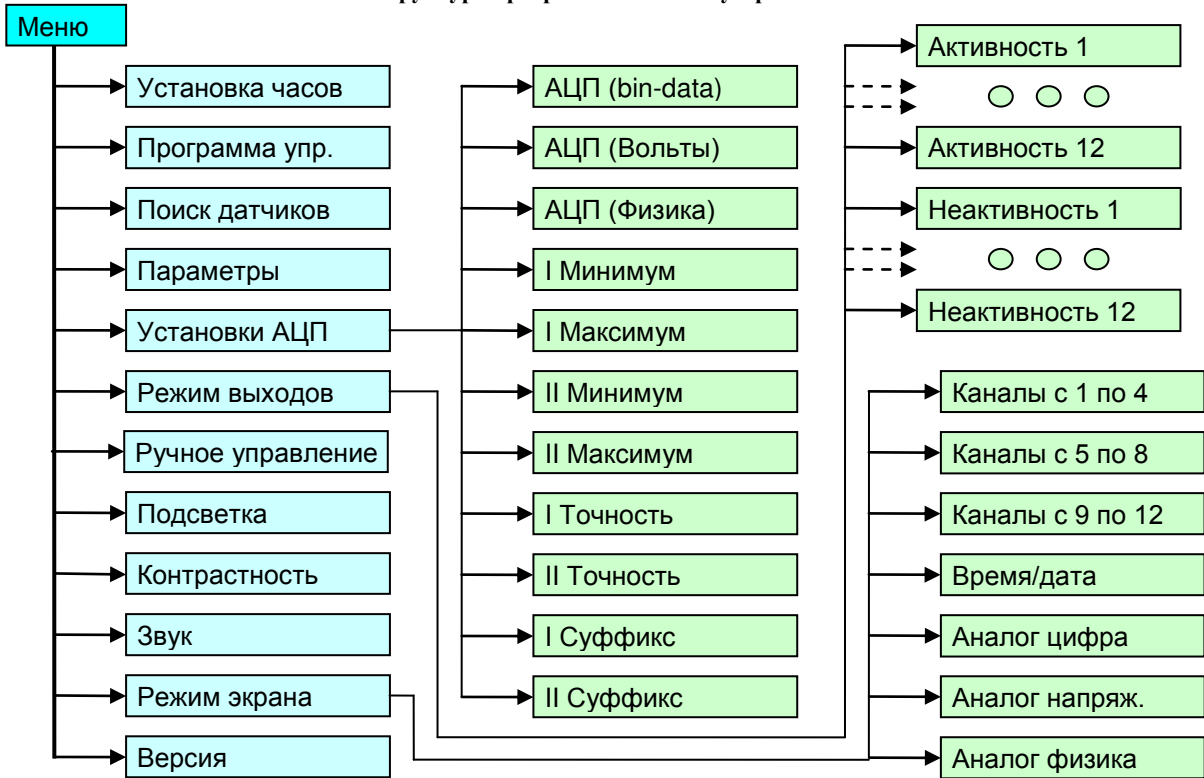 Меню
Установка часов
Программа упр.
Поиск датчиков
Параметры
Установки АЦП
Режим выходов
Ручное управление
Подсветка
Контрастность
Звук
Режим экрана
Версия
АЦП (bin-data)
АЦП (Вольты)
АЦП (Физика)
I Минимум
I Максимум
II Минимум
II Максимум
I Точность
II Точность
I Суффикс
II Суффикс
Активность 1
Активность 12
Неактивность 1
Неактивность 12
Каналы с 1 по 4
Каналы с 5 по 8
Каналы с 9 по 12
Время/дата
Аналог цифра
Аналог напряж.
Аналог физика